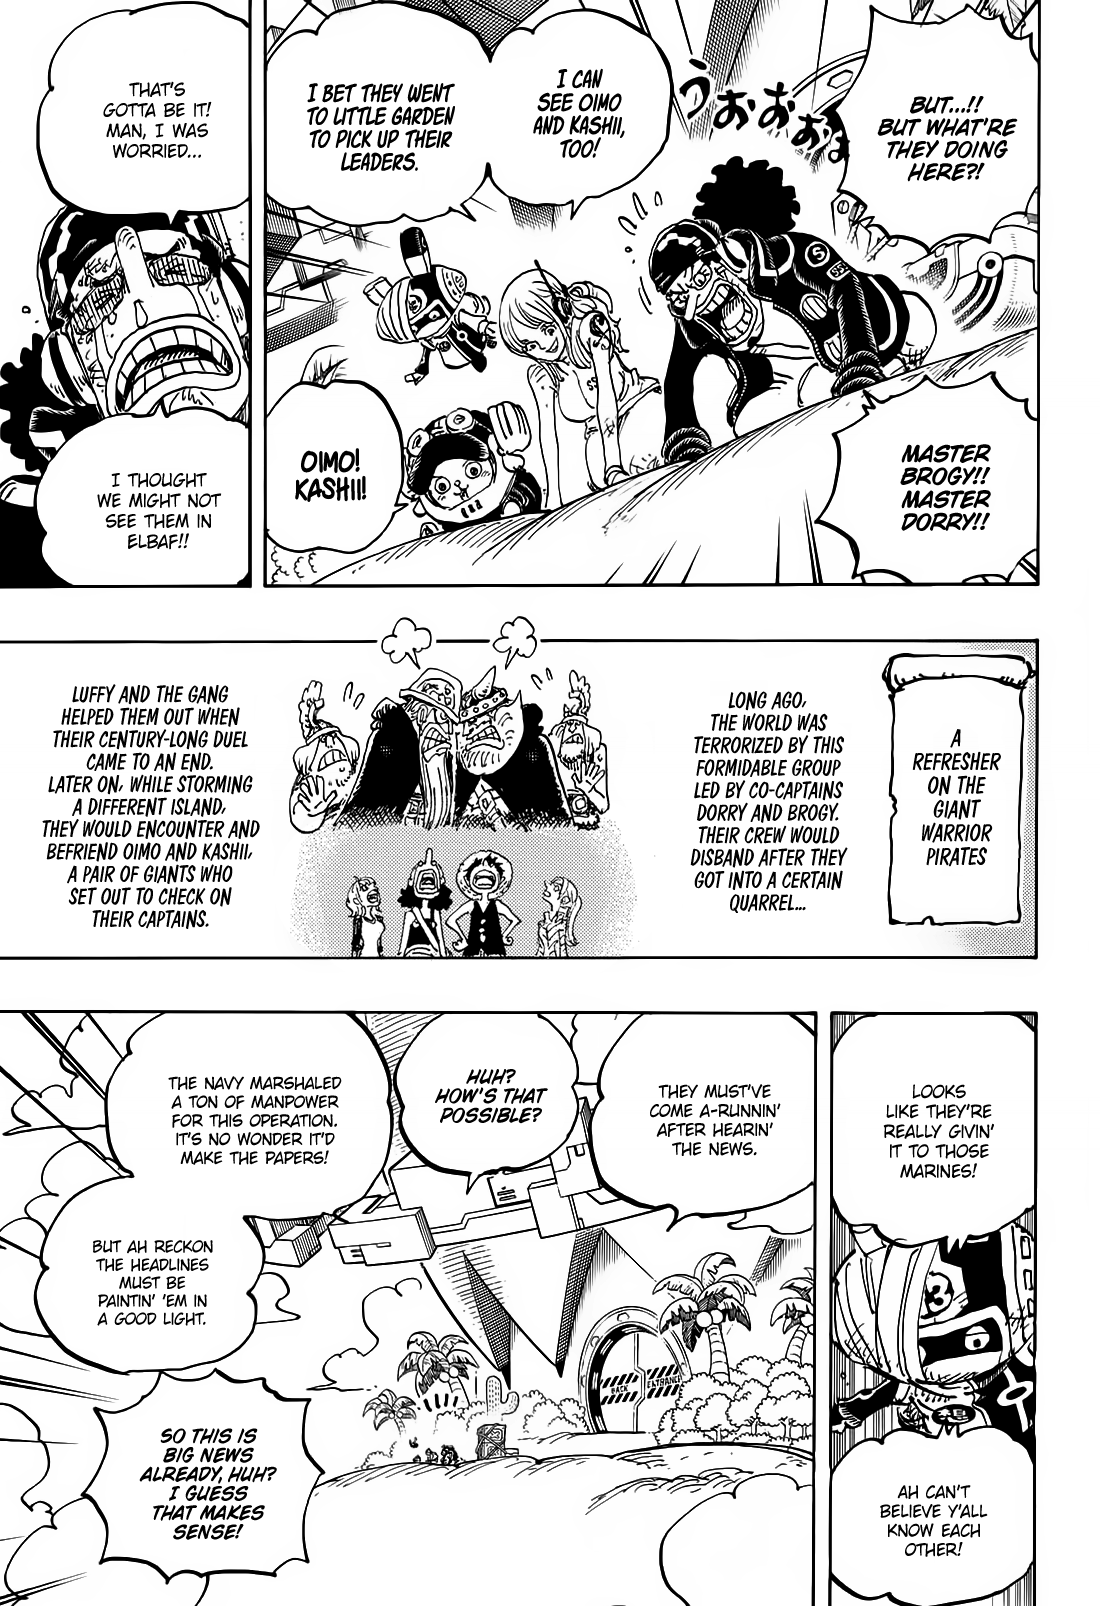 BUT...!!
BUT WHAT'RE
THEY DOING
HERE?!
うおおおぉ
I CAN
SEE OIMO
AND KASHII,
TOO!
I BET THEY WENT
TO LITTLE GARDEN
TO PICK UP THEIR
LEADERS.
MASTER
BROGY!!
MASTER
DORRY!!
OIMO!
KASHII!
THAT'S
GOTTA BE IT!
MAN, I WAS
WORRIED...
I THOUGHT
WE MIGHT NOT
SEE THEM IN
ELBAF!!
A
REFRESHER
ON THE
GIANT
WARRIOR
PIRATES
LONG AGO,
THE WORLD WAS
TERRORIZED BY THIS
FORMIDABLE GROUP
LED BY CO-CAPTAINS
DORRY AND BROGY.
THEIR CREW WOULD
DISBAND AFTER THEY
GOT INTO A CERTAIN
QUARREL...
LUFFY AND THE GANG
HELPED THEM OUT WHEN
THEIR CENTURY-LONG DUEL
CAME TO AN END.
LATER ON, WHILE STORMING
A DIFFERENT ISLAND,
THEY WOULD ENCOUNTER AND
BEFRIEND OIMO AND KASHII,
A PAIR OF GIANTS WHO
SET OUT TO CHECK ON
THEIR CAPTAINS.
LOOKS
LIKE THEY'RE
REALLY GIVIN'
IT TO THOSE
MARINES!
3
AH CAN'T
BELIEVE Y'ALL
KNOW EACH
OTHER!
THEY MUST'VE
COME A-RUNNIN'
AFTER HEARIN'
THE NEWS.
HUH?
HOW'S THAT
POSSIBLE?
THE NAVY MARSHALED
A TON OF MANPOWER
FOR THIS OPERATION.
IT'S NO WONDER IT'D
MAKE THE PAPERS!
BUT AH RECKON
THE HEADLINES
MUST BE
PAINTIN' 'EM IN
A GOOD LIGHT.
BACK
ENTRANCE
SO THIS IS
BIG NEWS
ALREADY, HUH?
I GUESS
THAT MAKES
SENSE!